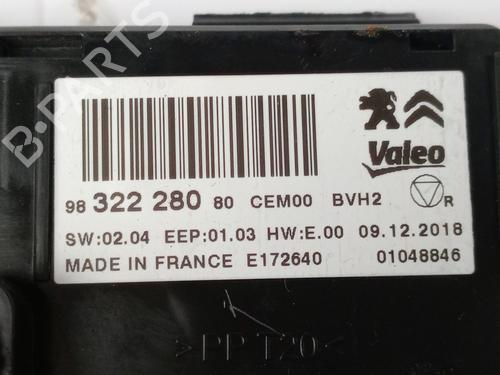 Valeo
98 322 280 80 CEM00 BVH2 R
SW:02.04 EEP:01.03 HW:E.00 09.12.2018
MADE IN FRANCE E172640 01048846
>PP T20<
B-PARTS